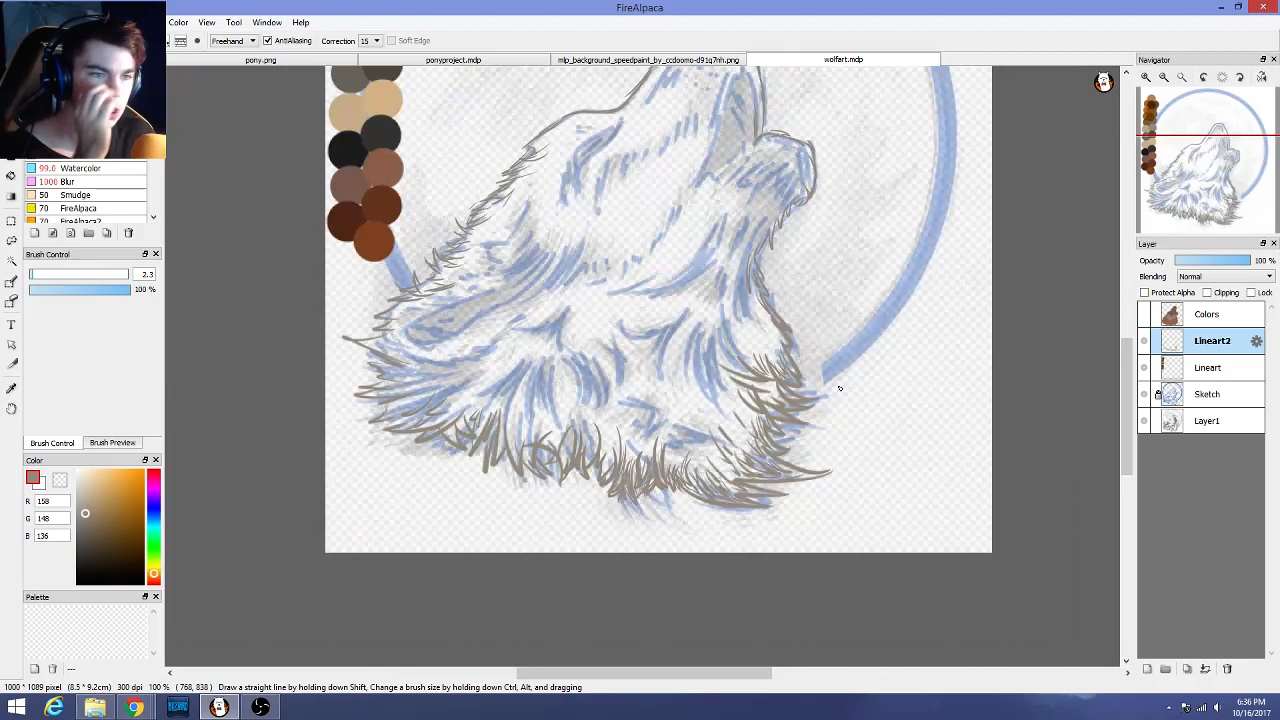 FireAlpaca
Color View Tool Window Help
Freehand AntiAliasing Correction 15 Soft Edge
pony.png ponyproject.mdp mlp_background_speedpaint_by_ccdoomo-d91q7nh.png wolfart.mdp
Navigator
99.0 Watercolor
1000 Blur
50 Smudge
70 FireAlpaca
70 FireAlpaca2
Brush Control
2.3
100 %
Brush Control Brush Preview
Color
R 158
G 148
B 136
Palette
---
Layer
Opacity 100 %
Blending Normal
Protect Alpha Clipping Lock
Colors
Lineart2
Lineart
Sketch
Layer1
1000 * 1089 pixel (8.5 * 9.2cm) 300 dpi 100 % ( 768, 838 ) Draw a straight line by holding down Shift, Change a brush size by holding down Ctrl, Alt, and dragging
6:36 PM
10/16/2017